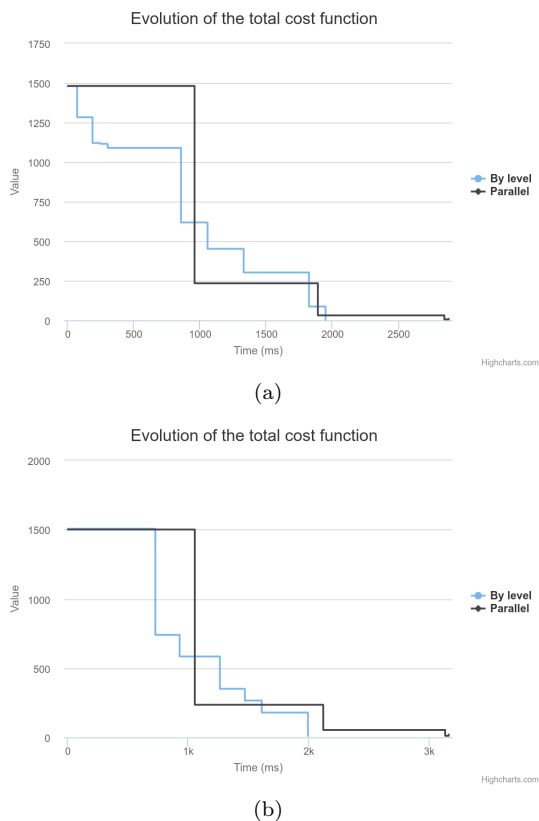 Evolution of the total cost function
1750
1500
1250
1000
750
500
250
0
Value
0 500 1000 1500 2000 2500
Time (ms)
By level
Parallel
Highcharts.com
(a)
Evolution of the total cost function
2000
1500
1000
500
0
Value
0 1k 2k 3k
Time (ms)
By level
Parallel
Highcharts.com
(b)